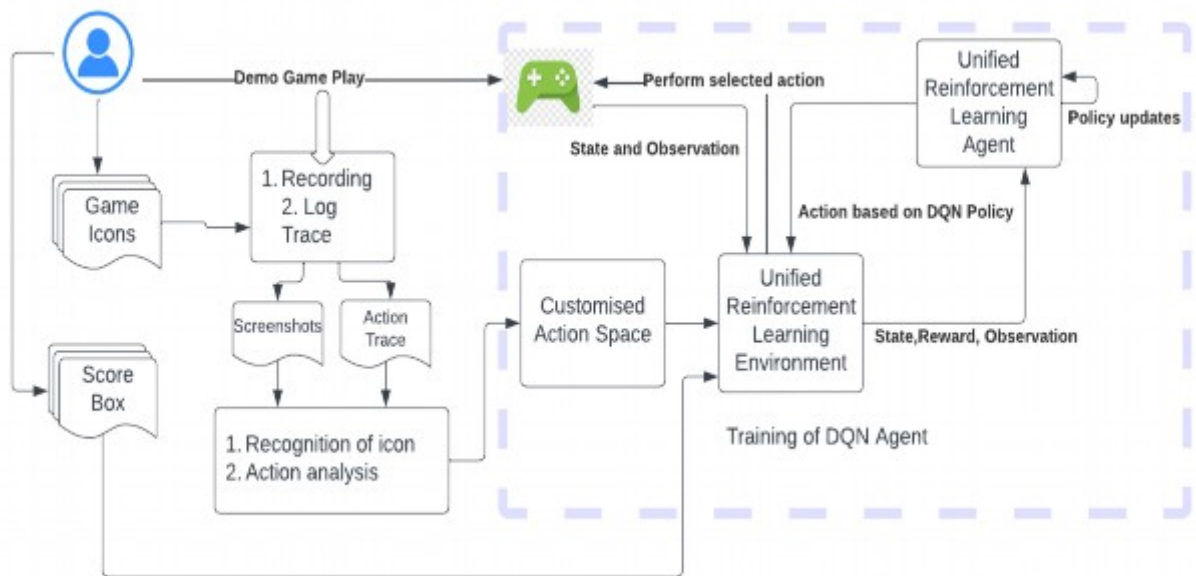 Demo Game Play
Perform selected action
Unified
Reinforcement
Learning
Agent
Policy updates
State and Observation
1. Recording
2. Log
Trace
Game
Icons
Action based on DQN Policy
Customised
Action Space
Unified
Reinforcement
Learning
Environment
Screenshots
Action
Trace
State,Reward, Observation
Score
Box
1. Recognition of icon
2. Action analysis
Training of DQN Agent